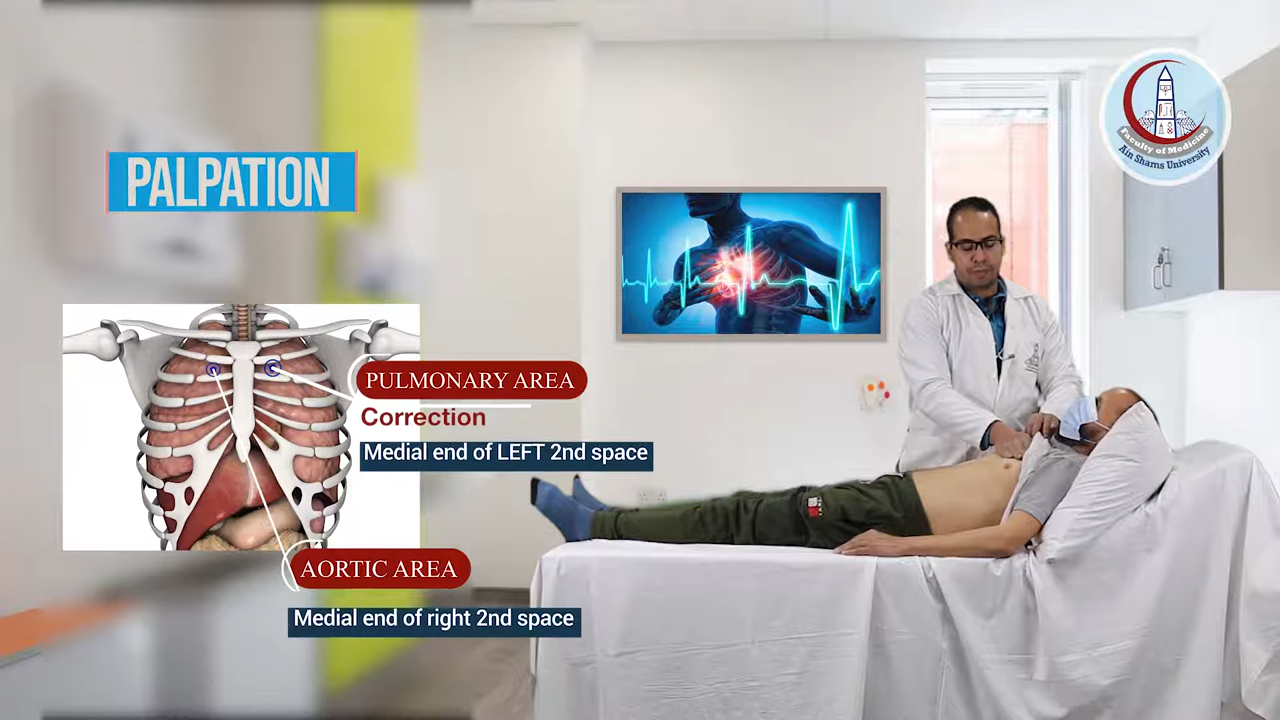 PALPATION
PULMONARY AREA
Correction
Medial end of LEFT 2nd space
AORTIC AREA
Medial end of right 2nd space
Faculty of Medicine
Ain Shams University